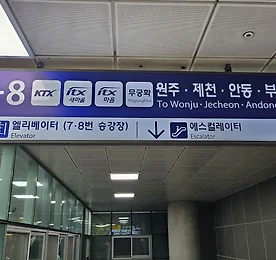 8 KTX itx 새마을 itx 마음 무궁화 Mugunghwa 원주·제천·안동·부
To Wonju·Jecheon·Andong
엘리베이터 (7·8번 승강장) ↓ 에스컬레이터
Elevator Escalator